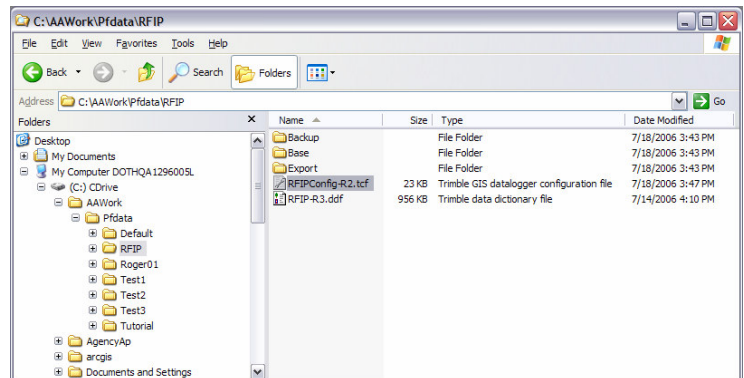 C:\AAWork\Pfdata\RFIP
File Edit View Favorites Tools Help
Back Search Folders
Address C:\AAWork\Pfdata\RFIP Go
Folders x Name Size Type Date Modified
Desktop
My Documents
My Computer DOTHQA1296005L
(C:) CDrive
AAWork
Pfdata
Default
RFIP
Roger01
Test1
Test2
Test3
Tutorial
AgencyAp
arcgis
Documents and Settings
Backup File Folder 7/18/2006 3:43 PM
Base File Folder 7/18/2006 3:43 PM
Export File Folder 7/18/2006 3:43 PM
RFIPConfig-R2.tcf 23 KB Trimble GIS datalogger configuration file 7/18/2006 3:47 PM
RFIP-R3.ddf 956 KB Trimble data dictionary file 7/14/2006 4:10 PM